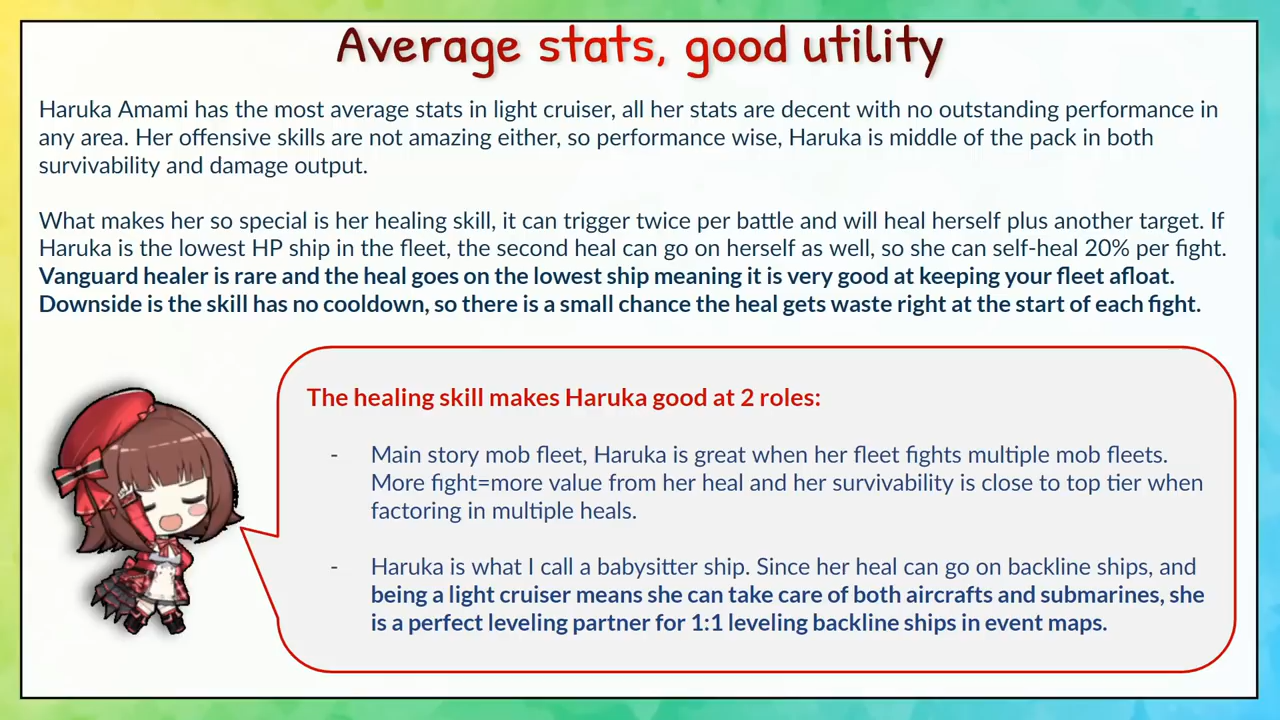 Average stats, good utility
Haruka Amami has the most average stats in light cruiser, all her stats are decent with no outstanding performance in
any area. Her offensive skills are not amazing either, so performance wise, Haruka is middle of the pack in both
survivability and damage output.
What makes her so special is her healing skill, it can trigger twice per battle and will heal herself plus another target. If
Haruka is the lowest HP ship in the fleet, the second heal can go on herself as well, so she can self-heal 20% per fight.
Vanguard healer is rare and the heal goes on the lowest ship meaning it is very good at keeping your fleet afloat.
Downside is the skill has no cooldown, so there is a small chance the heal gets waste right at the start of each fight.
The healing skill makes Haruka good at 2 roles:
- Main story mob fleet, Haruka is great when her fleet fights multiple mob fleets.
More fight=more value from her heal and her survivability is close to top tier when
factoring in multiple heals.
- Haruka is what I call a babysitter ship. Since her heal can go on backline ships, and
being a light cruiser means she can take care of both aircrafts and submarines, she
is a perfect leveling partner for 1:1 leveling backline ships in event maps.